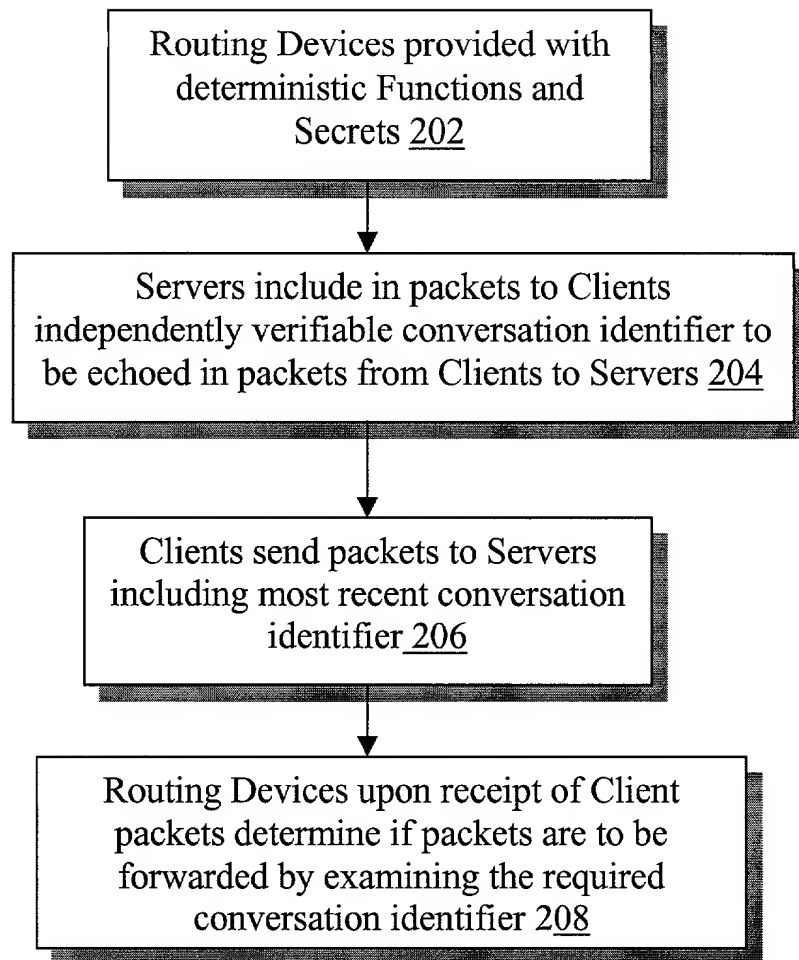 Routing Devices provided with
deterministic Functions and
Secrets 202
Servers include in packets to Clients
independently verifiable conversation identifier to
be echoed in packets from Clients to Servers 204
Clients send packets to Servers
including most recent conversation
identifier 206
Routing Devices upon receipt of Client
packets determine if packets are to be
forwarded by examining the required
conversation identifier 208